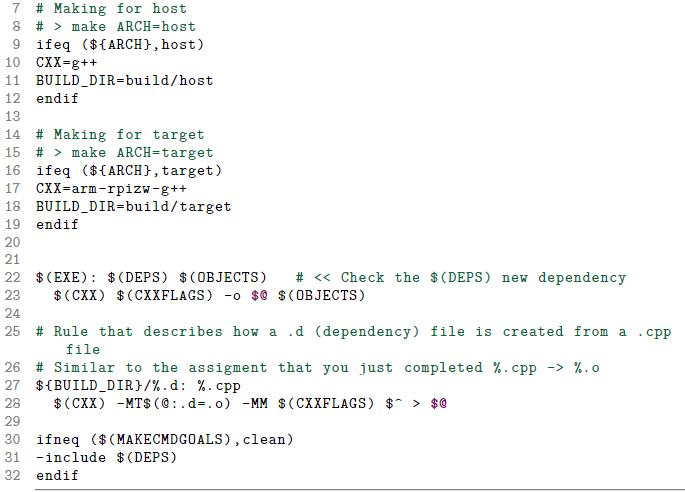 7 # Making for host
8 # > make ARCH=host
9 ifeq (${ARCH},host)
10 CXX=g++
11 BUILD_DIR=build/host
12 endif
13
14 # Making for target
15 # > make ARCH=target
16 ifeq (${ARCH},target)
17 CXX=arm-rpizw-g++
18 BUILD_DIR=build/target
19 endif
20
21
22 $(EXE): $(DEPS) $(OBJECTS)   # << Check the $(DEPS) new dependency
23   $(CXX) $(CXXFLAGS) -o $@ $(OBJECTS)
24
25 # Rule that describes how a .d (dependency) file is created from a .cpp
file
26 # Similar to the assigment that you just completed %.cpp -> %.o
27 ${BUILD_DIR}/%.d: %.cpp
28   $(CXX) -MT$(@:.d=.o) -MM $(CXXFLAGS) $^ > $@
29
30 ifneq ($(MAKECMDGOALS),clean)
31 -include $(DEPS)
32 endif